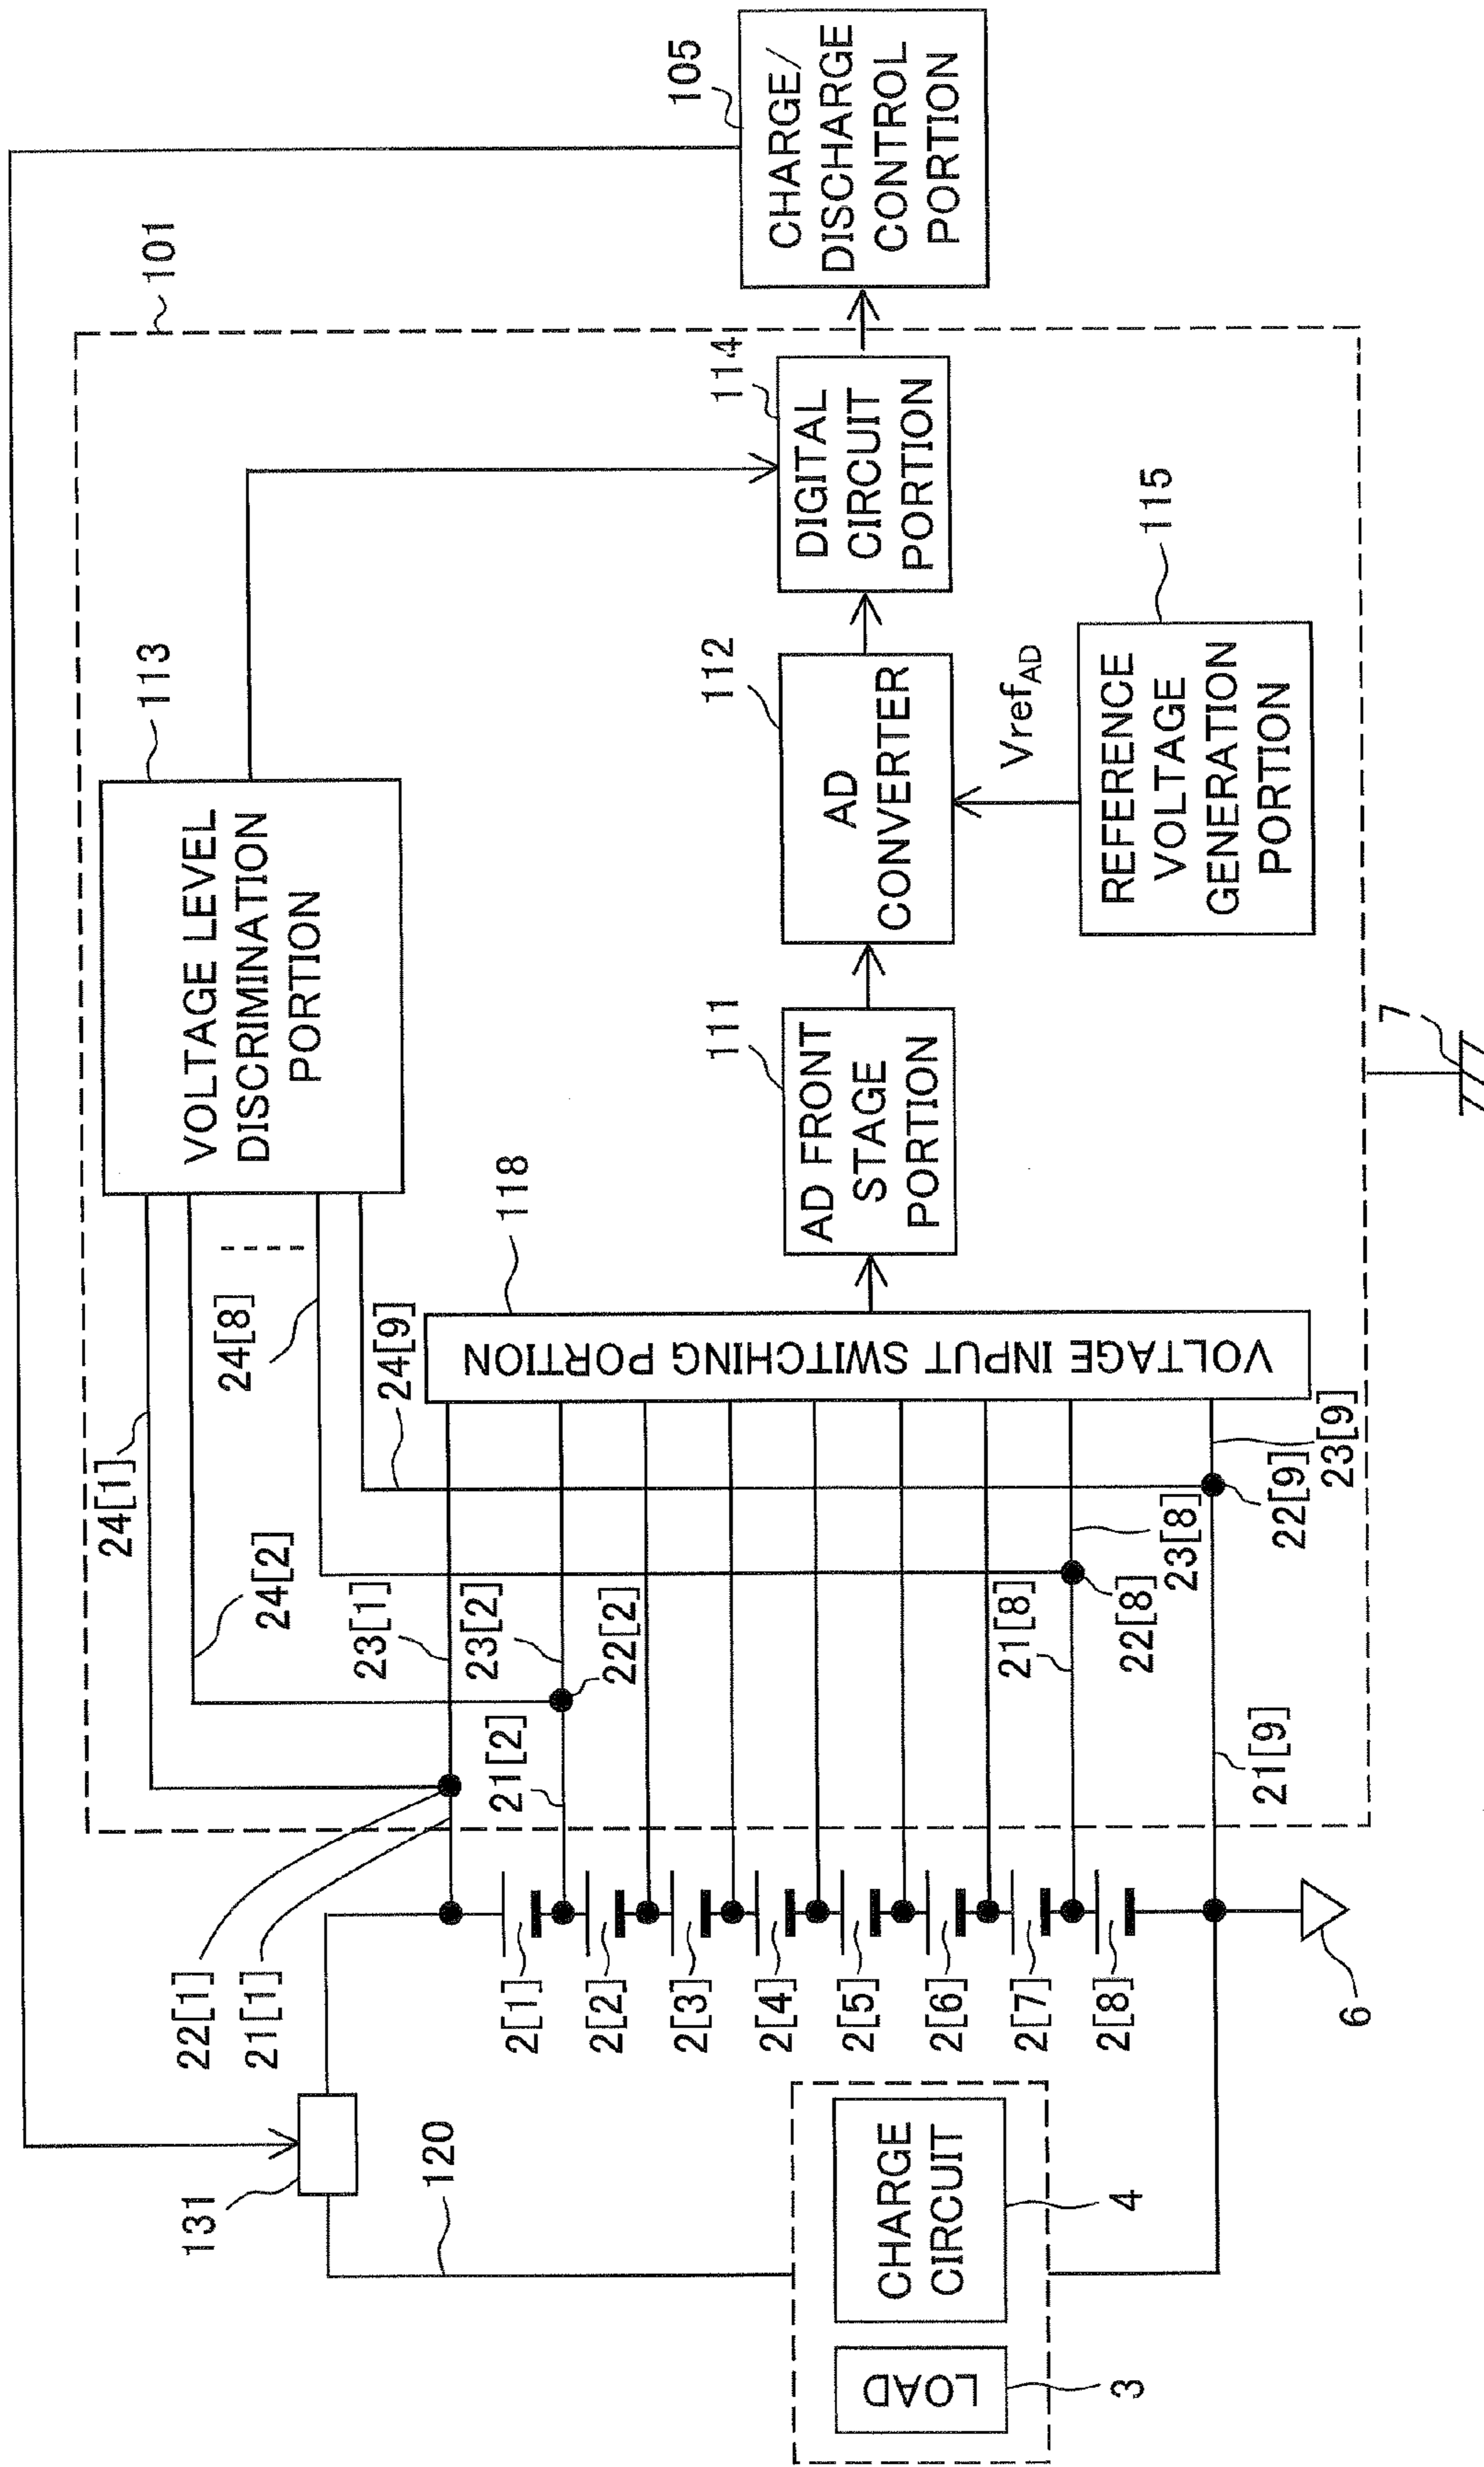 105
CHARGE/
DISCHARGE
CONTROL
PORTION
101
113
VOLTAGE LEVEL
DISCRIMINATION
PORTION
114
DIGITAL
CIRCUIT
PORTION
112
AD
CONVERTER
Vref_AD
115
REFERENCE
VOLTAGE
GENERATION
PORTION
111
AD FRONT
STAGE
PORTION
118
VOLTAGE INPUT SWITCHING PORTION
7
24[1]
24[2]
24[8]
24[9]
23[1]
23[2]
22[2]
21[2]
21[8]
22[8]
23[8]
22[9]
23[9]
21[9]
22[1]
21[1]
2[1]
2[2]
2[3]
2[4]
2[5]
2[6]
2[7]
2[8]
6
131
120
CHARGE
CIRCUIT
4
LOAD
3